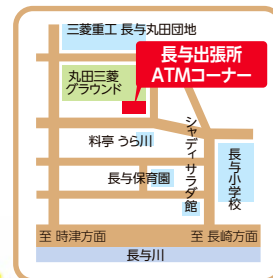 三菱重工 長与丸田団地
長与出張所
ATMコーナー
丸田三菱
グラウンド
料亭 うら川
シャディ サラダ館
長与小学校
長与保育園
至 時津方面
至 長崎方面
長与川